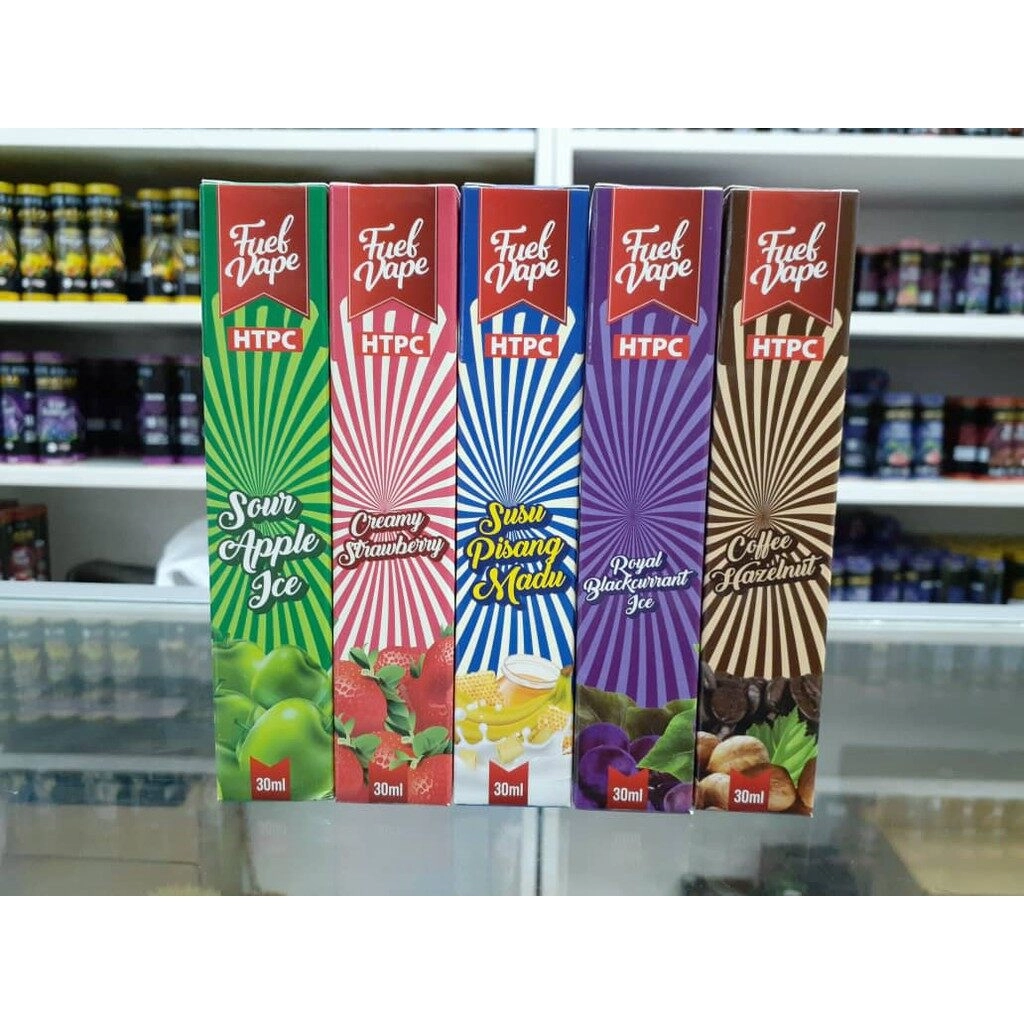 Fuel
Vape
HTPC
Sour
Apple
Ice
30ml
Fuel
Vape
HTPC
Creamy
Strawberry
30ml
Fuel
Vape
HTPC
Susu
Pisang
Madu
30ml
Fuel
Vape
HTPC
Royal
Blackcurrant
Ice
30ml
Fuel
Vape
HTPC
Coffee
Hazelnut
30ml